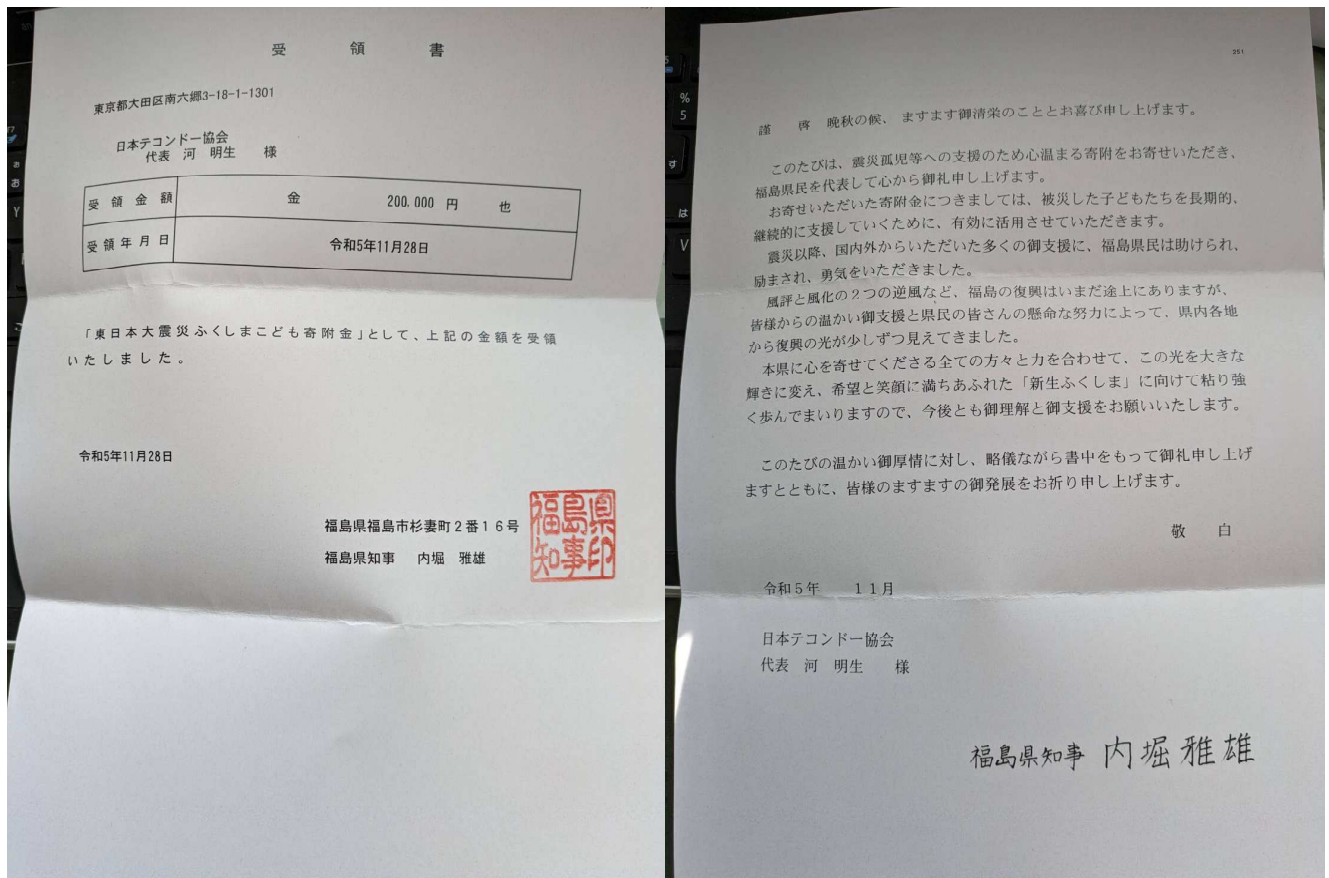 受領書
東京都大田区南六郷3-18-1-1301
日本テコンドー協会
代表 河 明生 様
受領金額 金 200.000 円 也
受領年月日 令和5年11月28日
「東日本大震災ふくしまこども寄附金」として、上記の金額を受領
いたしました。
令和5年11月28日
福島県福島市杉妻町2番16号
福島県知事 内堀 雅雄
福島県知事印
251
謹 啓 晩秋の候、ますます御清栄のこととお喜び申し上げます。
このたびは、震災孤児等への支援のため心温まる寄附をお寄せいただき、
福島県民を代表して心から御礼申し上げます。
お寄せいただいた寄附金につきましては、被災した子どもたちを長期的、
継続的に支援していくために、有効に活用させていただきます。
震災以降、国内外からいただいた多くの御支援に、福島県民は助けられ、
励まされ、勇気をいただきました。
風評と風化の2つの逆風など、福島の復興はいまだ途上にありますが、
皆様からの温かい御支援と県民の皆さんの懸命な努力によって、県内各地
から復興の光が少しずつ見えてきました。
本県に心を寄せてくださる全ての方々と力を合わせて、この光を大きな
輝きに変え、希望と笑顔に満ちあふれた「新生ふくしま」に向けて粘り強
く歩んでまいりますので、今後とも御理解と御支援をお願いいたします。
このたびの温かい御厚情に対し、略儀ながら書中をもって御礼申し上げ
ますとともに、皆様のますますの御発展をお祈り申し上げます。
敬 白
令和5年 11月
日本テコンドー協会
代表 河 明生 様
福島県知事 内堀雅雄